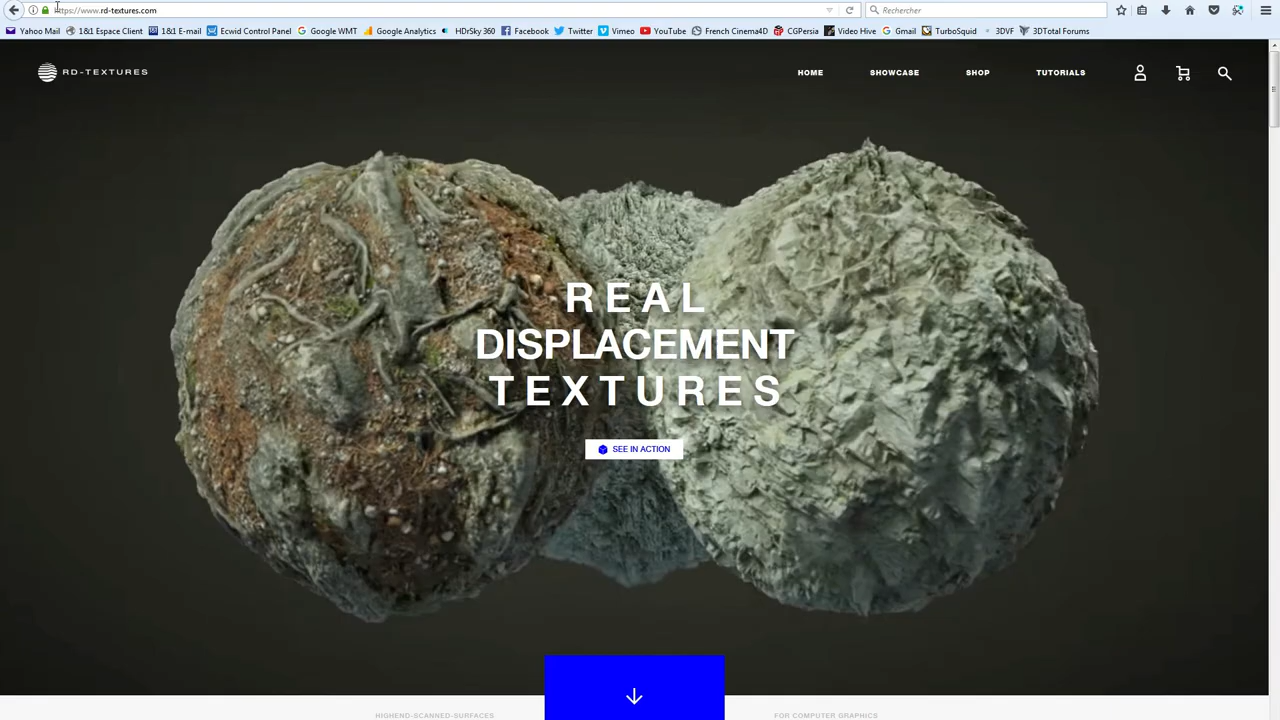 https://www.rd-textures.com
Rechercher
Yahoo Mail 1&1 Espace Client 1&1 E-mail Ecwid Control Panel Google WMT Google Analytics HDrSky 360 Facebook Twitter Vimeo YouTube French Cinema4D CGPersia Video Hive Gmail TurboSquid 3DVF 3DTotal Forums
RD-TEXTURES
HOME SHOWCASE SHOP TUTORIALS
REAL
DISPLACEMENT
TEXTURES
SEE IN ACTION
HIGHEND-SCANNED-SURFACES FOR COMPUTER GRAPHICS